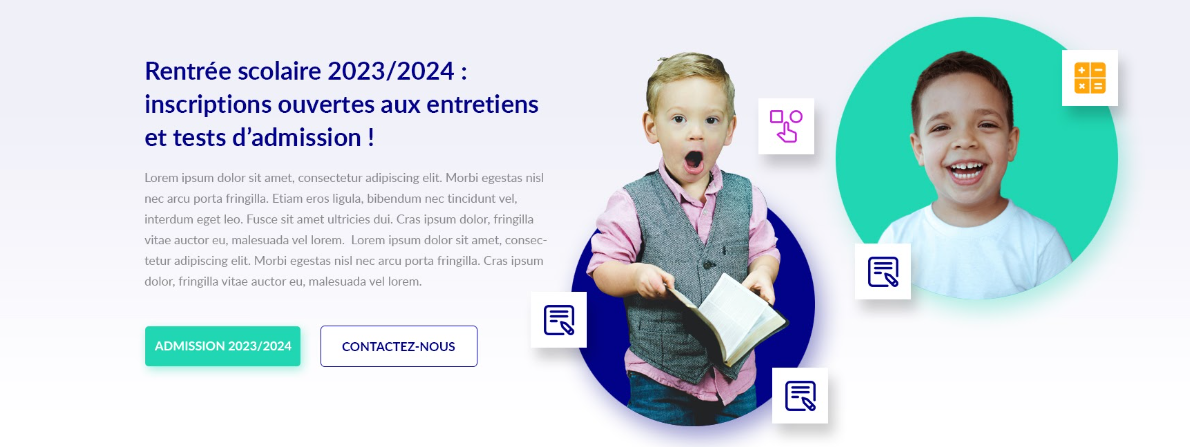 Rentrée scolaire 2023/2024 :
inscriptions ouvertes aux entretiens
et tests d’admission !
Lorem ipsum dolor sit amet, consectetur adipiscing elit. Morbi egestas nisl
nec arcu porta fringilla. Etiam eros ligula, bibendum nec tincidunt vel,
interdum eget leo. Fusce sit amet ultricies dui. Cras ipsum dolor, fringilla
vitae auctor eu, malesuada vel lorem. Lorem ipsum dolor sit amet, consec-
tetur adipiscing elit. Morbi egestas nisl nec arcu porta fringilla. Cras ipsum
dolor, fringilla vitae auctor eu, malesuada vel lorem.
ADMISSION 2023/2024
CONTACTEZ-NOUS